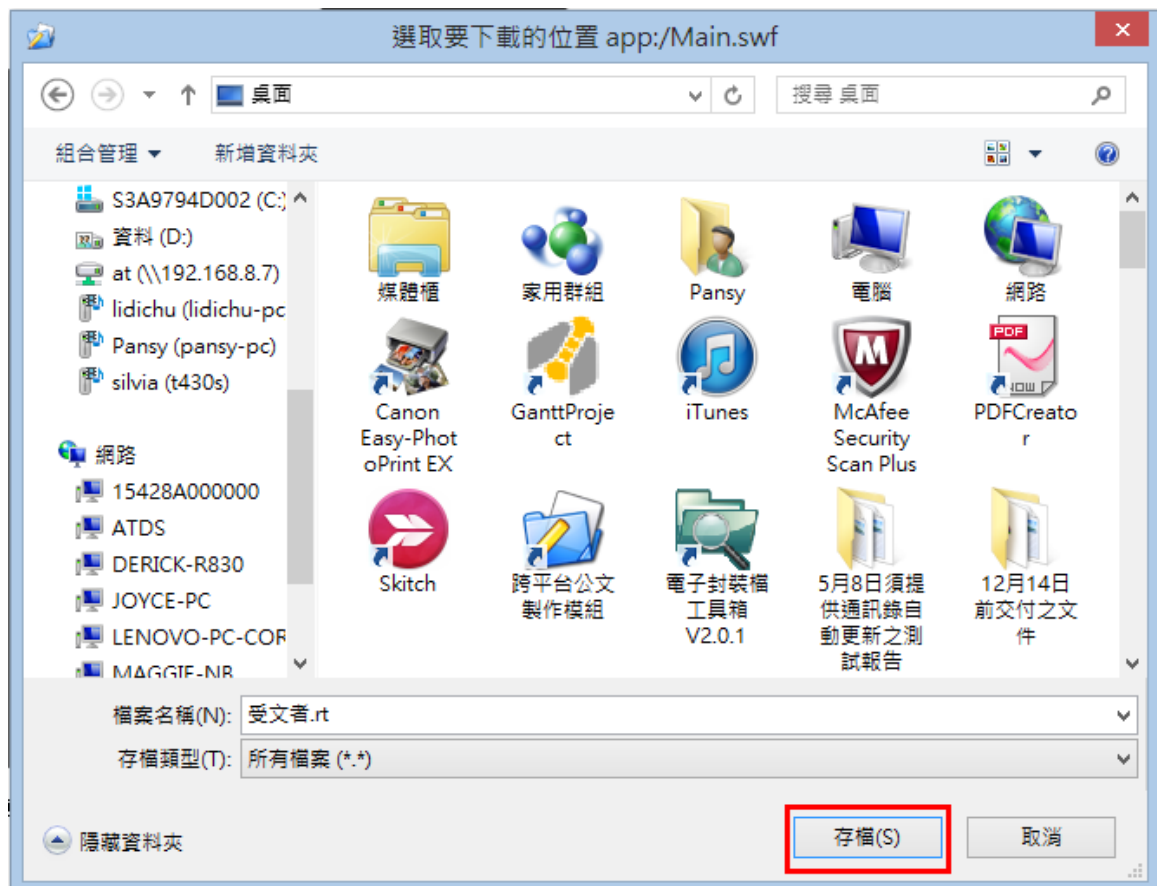 選取要下載的位置 app:/Main.swf
桌面
搜尋 桌面
組合管理
新增資料夾
S3A9794D002 (C:)
資料 (D:)
at (\\192.168.8.7)
lidichu (lidichu-pc
Pansy (pansy-pc)
silvia (t430s)
網路
15428A000000
ATDS
DERICK-R830
JOYCE-PC
LENOVO-PC-COR
MAGGIE-NB
媒體櫃
家用群組
Pansy
電腦
網路
Canon
Easy-Phot
oPrint EX
GanttProje
ct
iTunes
McAfee
Security
Scan Plus
PDF
PDFCreato
r
Skitch
跨平台公文
製作模組
電子封裝檔
工具箱
V2.0.1
5月8日須提
供通訊錄自
動更新之測
試報告
12月14日
前交付之文
件
檔案名稱(N):
受文者.rt
存檔類型(T):
所有檔案 (*.*)
隱藏資料夾
存檔(S)
取消